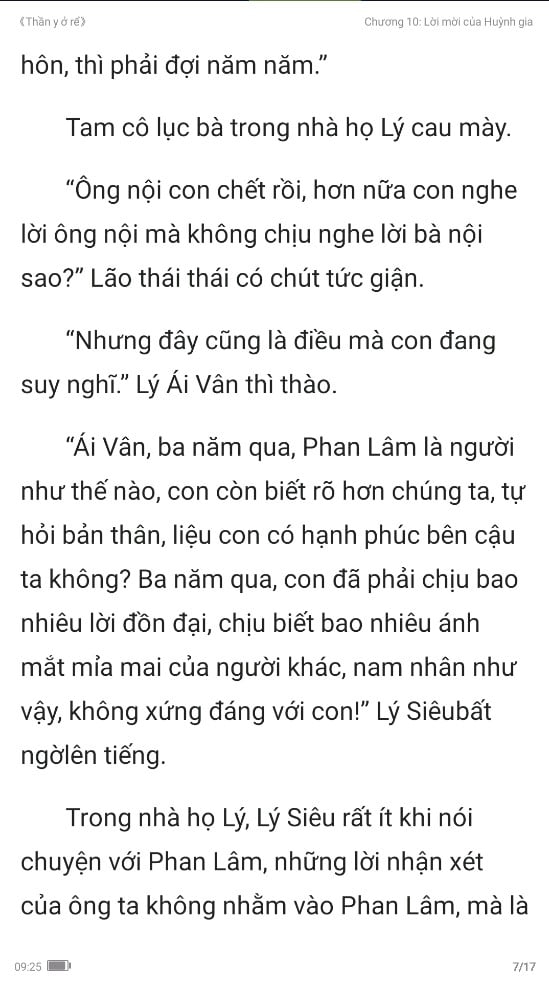 《Thần y ở rể》
Chương 10: Lời mời của Huỳnh gia
hôn, thì phải đợi năm năm.”
Tam cô lục bà trong nhà họ Lý cau mày.
“Ông nội con chết rồi, hơn nữa con nghe
lời ông nội mà không chịu nghe lời bà nội
sao?” Lão thái thái có chút tức giận.
“Nhưng đây cũng là điều mà con đang
suy nghĩ.” Lý Ái Vân thì thào.
“Ái Vân, ba năm qua, Phan Lâm là người
như thế nào, con còn biết rõ hơn chúng ta, tự
hỏi bản thân, liệu con có hạnh phúc bên cậu
ta không? Ba năm qua, con đã phải chịu bao
nhiêu lời đồn đại, chịu biết bao nhiêu ánh
mắt mỉa mai của người khác, nam nhân như
vậy, không xứng đáng với con!” Lý Siêubất
ngờlên tiếng.
Trong nhà họ Lý, Lý Siêu rất ít khi nói
chuyện với Phan Lâm, những lời nhận xét
của ông ta không nhằm vào Phan Lâm, mà là
09:25
7/17